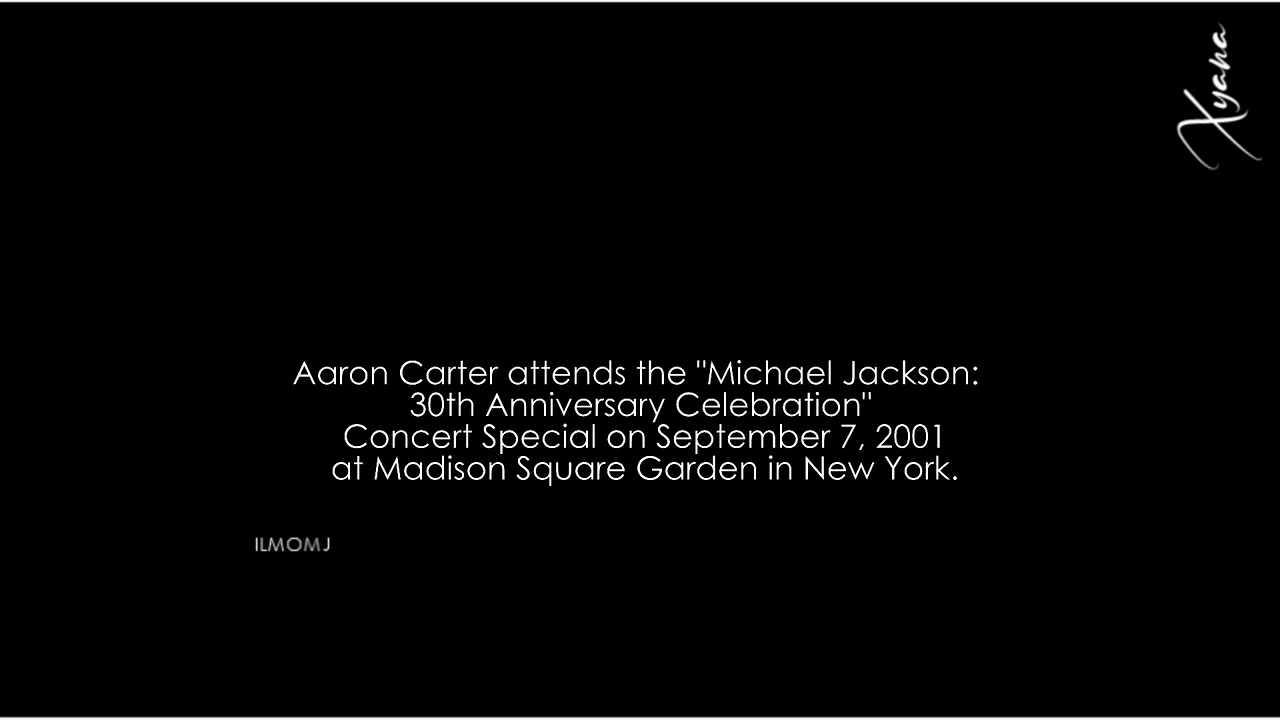 Xyana
Aaron Carter attends the "Michael Jackson:
30th Anniversary Celebration"
Concert Special on September 7, 2001
at Madison Square Garden in New York.
ILMOMJ